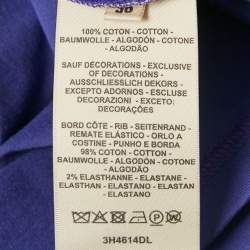 38
100% COTON - COTTON -
BAUMWOLLE - ALGODÓN - COTONE
- ALGODÃO
SAUF DÉCORATIONS - EXCLUSIVE
OF DECORATIONS -
AUSSCHLIESSLICH DEKORS -
EXCEPTO ADORNOS - ESCLUSE
DECORAZIONI - EXCETO:
DECORAÇÕES
BORD CÔTE - RIB - SEITENRAND -
REMATE ELÁSTICO - ORLO A
COSTINE - PUNHO E BORDA
98% COTON - COTTON -
BAUMWOLLE - ALGODÓN - COTONE
- ALGODÃO
2% ELASTHANNE - ELASTANE -
ELASTHAN - ELASTANO - ELASTAN
- ELASTANO
3H4614DL